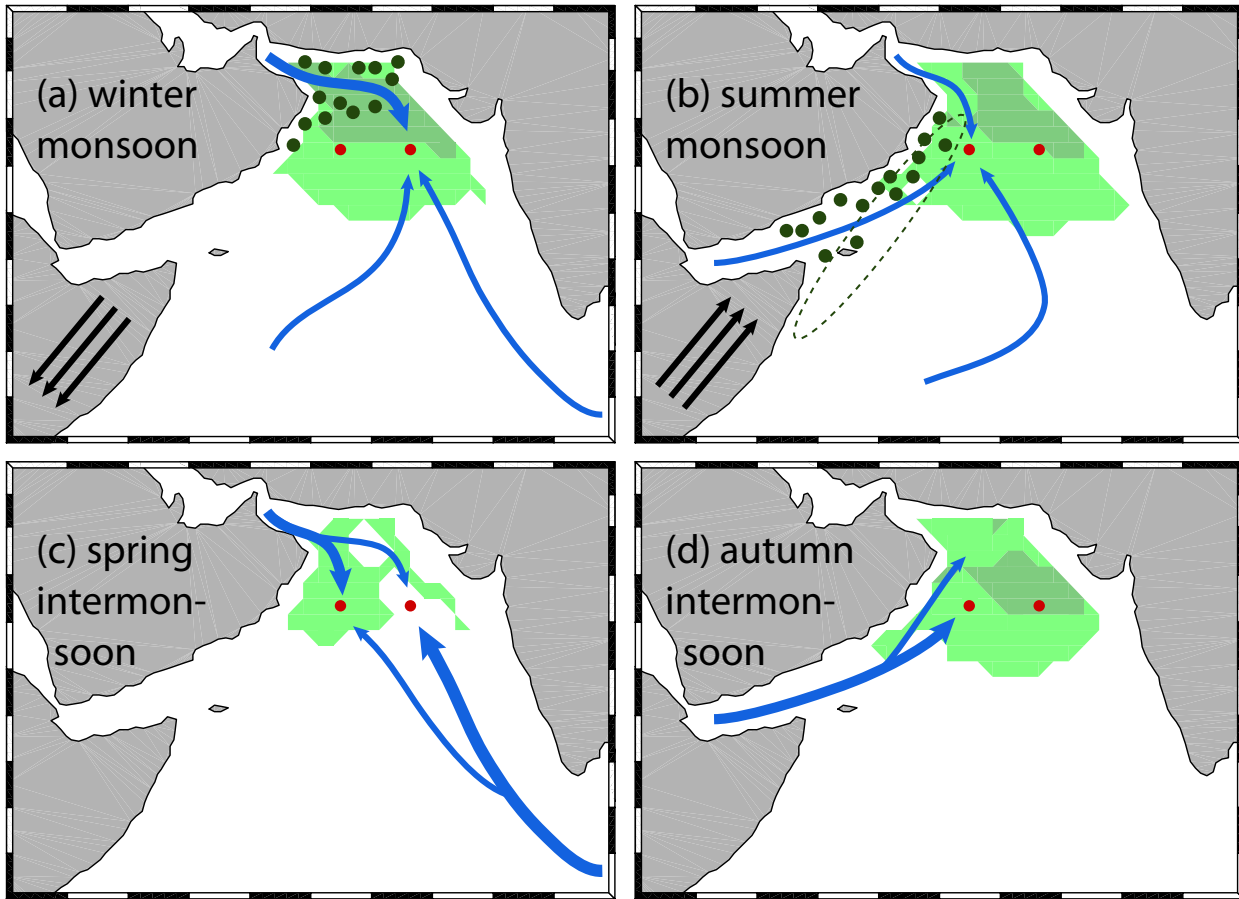 (a) winter
monsoon
(b) summer
monsoon
(c) spring
intermon-
soon
(d) autumn
intermon-
soon